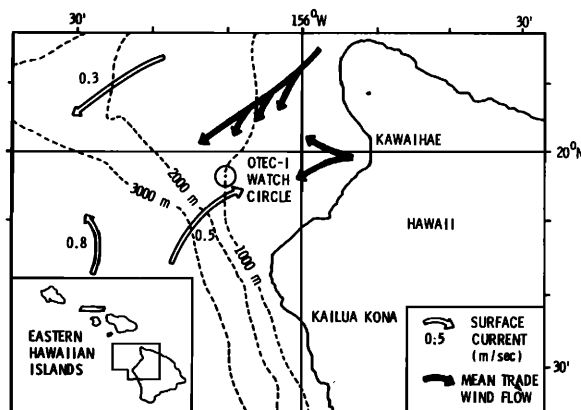 30'
156°W
30'
0.3
KAWAIHAE
20°N
OTEC-I
WATCH
CIRCLE
2000 m
3000 m
HAWAII
0.8
0.5
1000 m
KAILUA KONA
EASTERN
HAWAIIAN
ISLANDS
SURFACE
CURRENT
(m/sec)
0.5
MEAN TRADE
WIND FLOW
30'